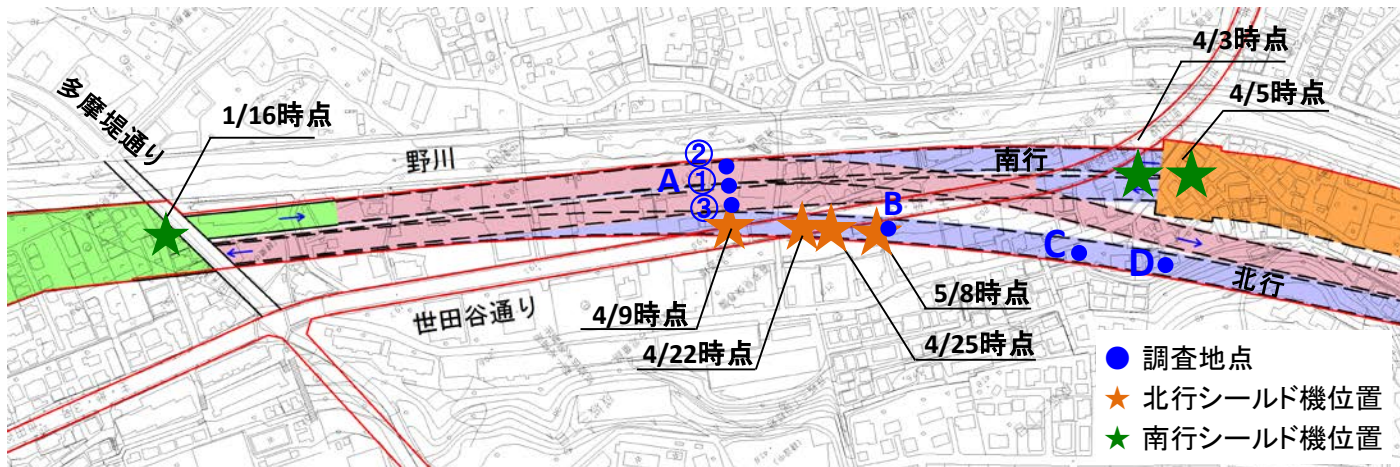 4/3時点
4/5時点
多摩堤通り
1/16時点
野川
②
A
①
③
南行
B
C
D
北行
世田谷通り
4/9時点
4/22時点
5/8時点
4/25時点
調査地点
北行シールド機位置
南行シールド機位置